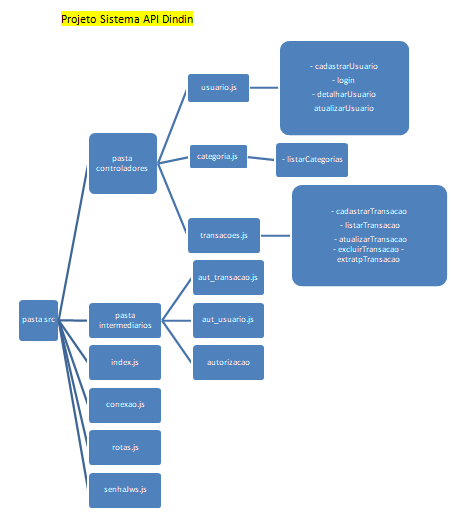 Projeto Sistema API Dindin
- cadastrarUsuario
- login
- detalharUsuario
atualizarUsuario
usuario.js
pasta
controladores
categoria.js
- listarCategorias
- cadastrarTransacao
- listarTransacao
- atualizarTransacao
- excluirTransacao -
extratpTransacao
transacoes.js
aut_transacao.js
pasta src
pasta
intermediarios
aut_usuario.js
index.js
autorizacao
conexao.js
rotas.js
senhaJws.js